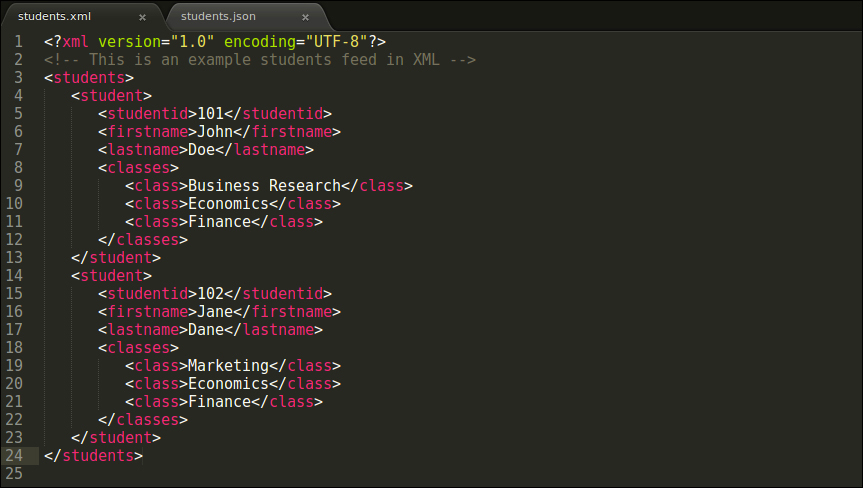 students.xml × students.json ×
1 <?xml version="1.0" encoding="UTF-8"?>
2 <!-- This is an example students feed in XML -->
3 <students>
4    <student>
5       <studentid>101</studentid>
6       <firstname>John</firstname>
7       <lastname>Doe</lastname>
8       <classes>
9          <class>Business Research</class>
10          <class>Economics</class>
11          <class>Finance</class>
12       </classes>
13    </student>
14    <student>
15       <studentid>102</studentid>
16       <firstname>Jane</firstname>
17       <lastname>Dane</lastname>
18       <classes>
19          <class>Marketing</class>
20          <class>Economics</class>
21          <class>Finance</class>
22       </classes>
23    </student>
24 </students>
25